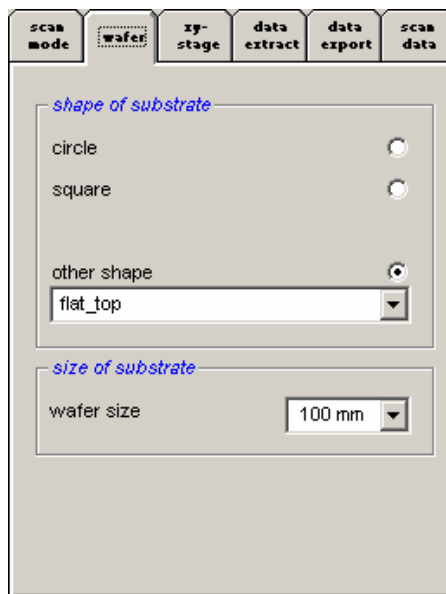 scan mode
wafer
xy-stage
data extract
data export
scan data
shape of substrate
circle
square
other shape
flat_top
size of substrate
wafer size 100 mm